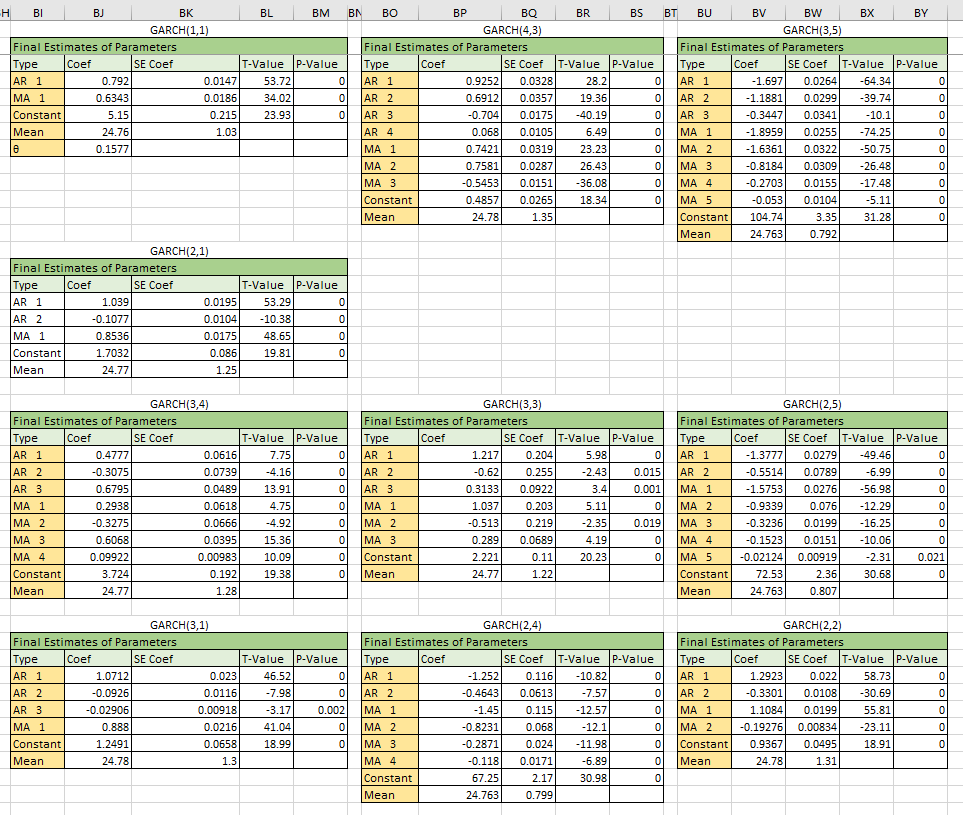 H BI BJ BK BL BM BN BO BP BQ BR BS BT BU BV BW BX BY
GARCH(1,1) GARCH(4,3) GARCH(3,5)
Final Estimates of Parameters Final Estimates of Parameters Final Estimates of Parameters
Type Coef SE Coef T-Value P-Value Type Coef SE Coef T-Value P-Value Type Coef SE Coef T-Value P-Value
AR 1 0.792 0.0147 53.72 0 AR 1 0.9252 0.0328 28.2 0 AR 1 -1.697 0.0264 -64.34 0
MA 1 0.6343 0.0186 34.02 0 AR 2 0.6912 0.0357 19.36 0 AR 2 -1.1881 0.0299 -39.74 0
Constant 5.15 0.215 23.93 0 AR 3 -0.704 0.0175 -40.19 0 AR 3 -0.3447 0.0341 -10.1 0
Mean 24.76 1.03 AR 4 0.068 0.0105 6.49 0 MA 1 -1.8959 0.0255 -74.25 0
θ 0.1577 MA 1 0.7421 0.0319 23.23 0 MA 2 -1.6361 0.0322 -50.75 0
MA 2 0.7581 0.0287 26.43 0 MA 3 -0.8184 0.0309 -26.48 0
MA 3 -0.5453 0.0151 -36.08 0 MA 4 -0.2703 0.0155 -17.48 0
Constant 0.4857 0.0265 18.34 0 MA 5 -0.053 0.0104 -5.11 0
Mean 24.78 1.35 Constant 104.74 3.35 31.28 0
Mean 24.763 0.792
GARCH(2,1)
Final Estimates of Parameters
Type Coef SE Coef T-Value P-Value
AR 1 1.039 0.0195 53.29 0
AR 2 -0.1077 0.0104 -10.38 0
MA 1 0.8536 0.0175 48.65 0
Constant 1.7032 0.086 19.81 0
Mean 24.77 1.25
GARCH(3,4) GARCH(3,3) GARCH(2,5)
Final Estimates of Parameters Final Estimates of Parameters Final Estimates of Parameters
Type Coef SE Coef T-Value P-Value Type Coef SE Coef T-Value P-Value Type Coef SE Coef T-Value P-Value
AR 1 0.4777 0.0616 7.75 0 AR 1 1.217 0.204 5.98 0 AR 1 -1.3777 0.0279 -49.46 0
AR 2 -0.3075 0.0739 -4.16 0 AR 2 -0.62 0.255 -2.43 0.015 AR 2 -0.5514 0.0789 -6.99 0
AR 3 0.6795 0.0489 13.91 0 AR 3 0.3133 0.0922 3.4 0.001 MA 1 -1.5753 0.0276 -56.98 0
MA 1 0.2938 0.0618 4.75 0 MA 1 1.037 0.203 5.11 0 MA 2 -0.9339 0.076 -12.29 0
MA 2 -0.3275 0.0666 -4.92 0 MA 2 -0.513 0.219 -2.35 0.019 MA 3 -0.3236 0.0199 -16.25 0
MA 3 0.6068 0.0395 15.36 0 MA 3 0.289 0.0689 4.19 0 MA 4 -0.1523 0.0151 -10.06 0
MA 4 0.09922 0.00983 10.09 0 Constant 2.221 0.11 20.23 0 MA 5 -0.02124 0.00919 -2.31 0.021
Constant 3.724 0.192 19.38 0 Mean 24.77 1.22 Constant 72.53 2.36 30.68 0
Mean 24.77 1.28 Mean 24.763 0.807
GARCH(3,1) GARCH(2,4) GARCH(2,2)
Final Estimates of Parameters Final Estimates of Parameters Final Estimates of Parameters
Type Coef SE Coef T-Value P-Value Type Coef SE Coef T-Value P-Value Type Coef SE Coef T-Value P-Value
AR 1 1.0712 0.023 46.52 0 AR 1 -1.252 0.116 -10.82 0 AR 1 1.2923 0.022 58.73 0
AR 2 -0.0926 0.0116 -7.98 0 AR 2 -0.4643 0.0613 -7.57 0 AR 2 -0.3301 0.0108 -30.69 0
AR 3 -0.02906 0.00918 -3.17 0.002 MA 1 -1.45 0.115 -12.57 0 MA 1 1.1084 0.0199 55.81 0
MA 1 0.888 0.0216 41.04 0 MA 2 -0.8231 0.068 -12.1 0 MA 2 -0.19276 0.00834 -23.11 0
Constant 1.2491 0.0658 18.99 0 MA 3 -0.2871 0.024 -11.98 0 Constant 0.9367 0.0495 18.91 0
Mean 24.78 1.3 MA 4 -0.118 0.0171 -6.89 0 Mean 24.78 1.31
Constant 67.25 2.17 30.98 0
Mean 24.763 0.799